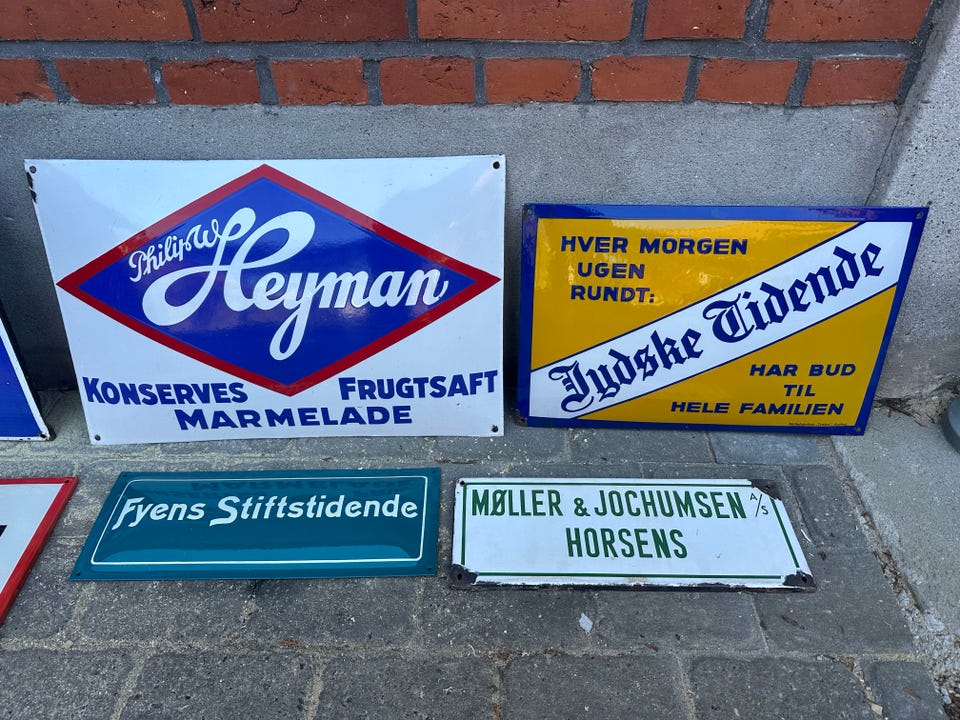 Philip W.
Heyman
KONSERVES FRUGTSAFT
MARMELADE
HVER MORGEN
UGEN
RUNDT:
Jydske Tidende
HAR BUD
TIL
HELE FAMILIEN
Fyens Stiftstidende
MØLLER & JOCHUMSEN A/S
HORSENS